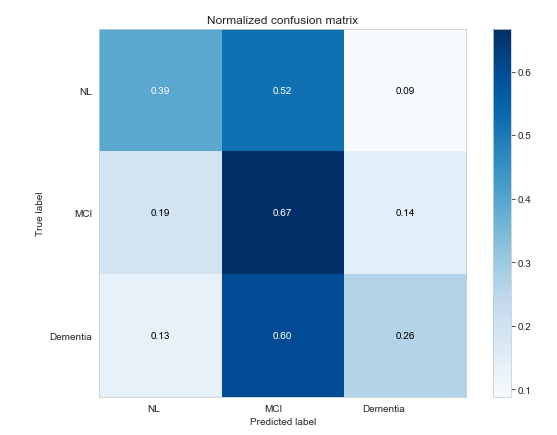 Normalized confusion matrix
NL 0.39 0.52 0.09
MCI 0.19 0.67 0.14
Dementia 0.13 0.60 0.26
True label
NL MCI Dementia
Predicted label
0.6
0.5
0.4
0.3
0.2
0.1